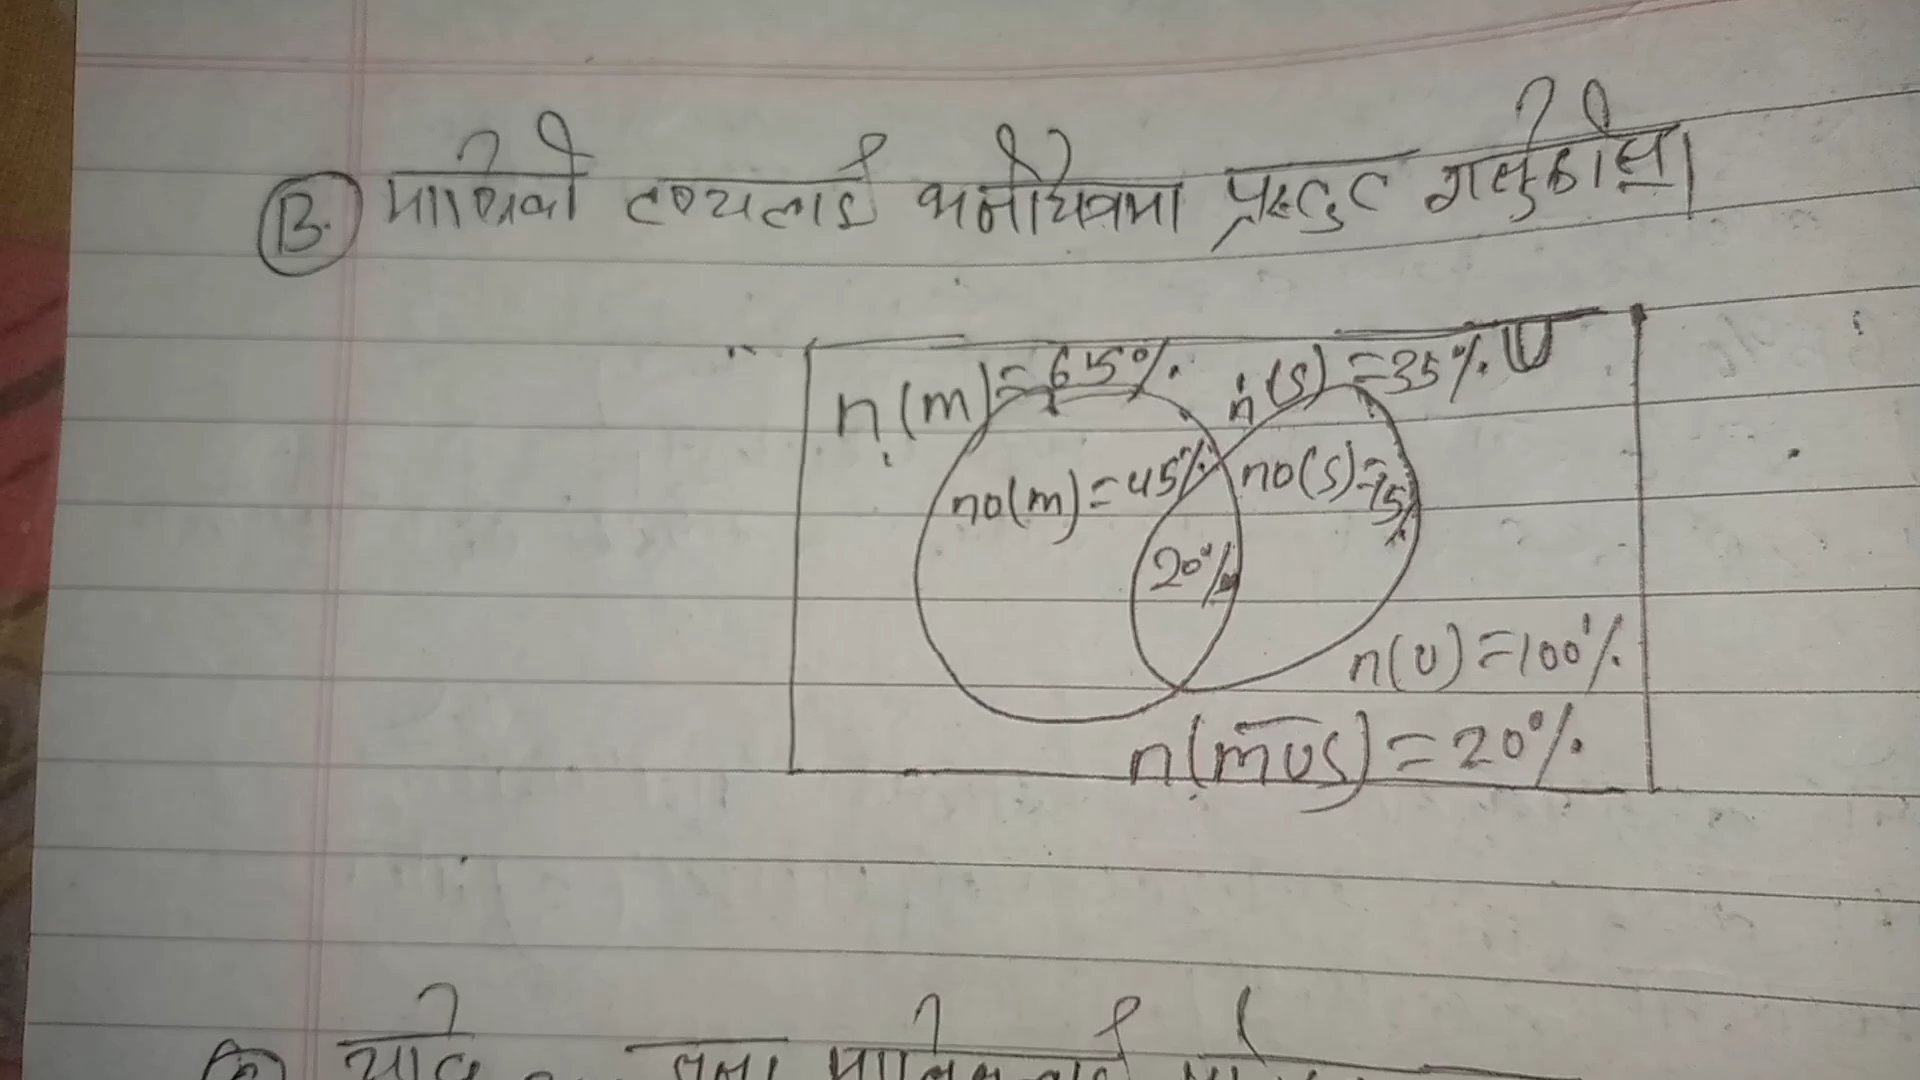 B. माथिको तथ्यलाई भेनचित्रमा प्रस्तुत गर्नुहोस्।
n(m)=65% n(s)=35% U
no(m)=45% no(s)=15%
20%
n(U)=100%
n(m̅U̅S̅)=20%